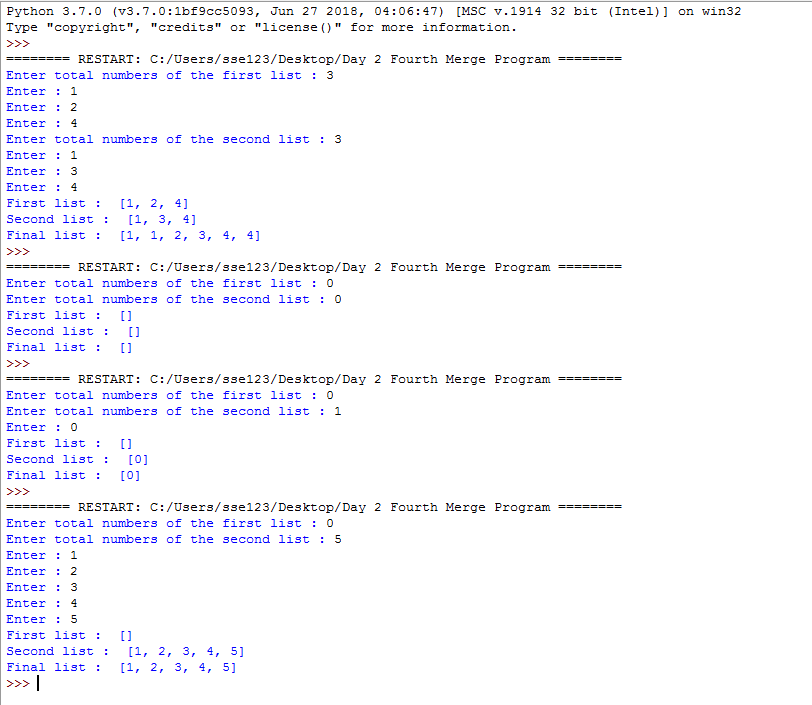 Python 3.7.0 (v3.7.0:1bf9cc5093, Jun 27 2018, 04:06:47) [MSC v.1914 32 bit (Intel)] on win32
Type "copyright", "credits" or "license()" for more information.
>>>
======== RESTART: C:/Users/sse123/Desktop/Day 2 Fourth Merge Program ========
Enter total numbers of the first list : 3
Enter : 1
Enter : 2
Enter : 4
Enter total numbers of the second list : 3
Enter : 1
Enter : 3
Enter : 4
First list :  [1, 2, 4]
Second list :  [1, 3, 4]
Final list :  [1, 1, 2, 3, 4, 4]
>>>
======== RESTART: C:/Users/sse123/Desktop/Day 2 Fourth Merge Program ========
Enter total numbers of the first list : 0
Enter total numbers of the second list : 0
First list :  []
Second list :  []
Final list :  []
>>>
======== RESTART: C:/Users/sse123/Desktop/Day 2 Fourth Merge Program ========
Enter total numbers of the first list : 0
Enter total numbers of the second list : 1
Enter : 0
First list :  []
Second list :  [0]
Final list :  [0]
>>>
======== RESTART: C:/Users/sse123/Desktop/Day 2 Fourth Merge Program ========
Enter total numbers of the first list : 0
Enter total numbers of the second list : 5
Enter : 1
Enter : 2
Enter : 3
Enter : 4
Enter : 5
First list :  []
Second list :  [1, 2, 3, 4, 5]
Final list :  [1, 2, 3, 4, 5]
>>>